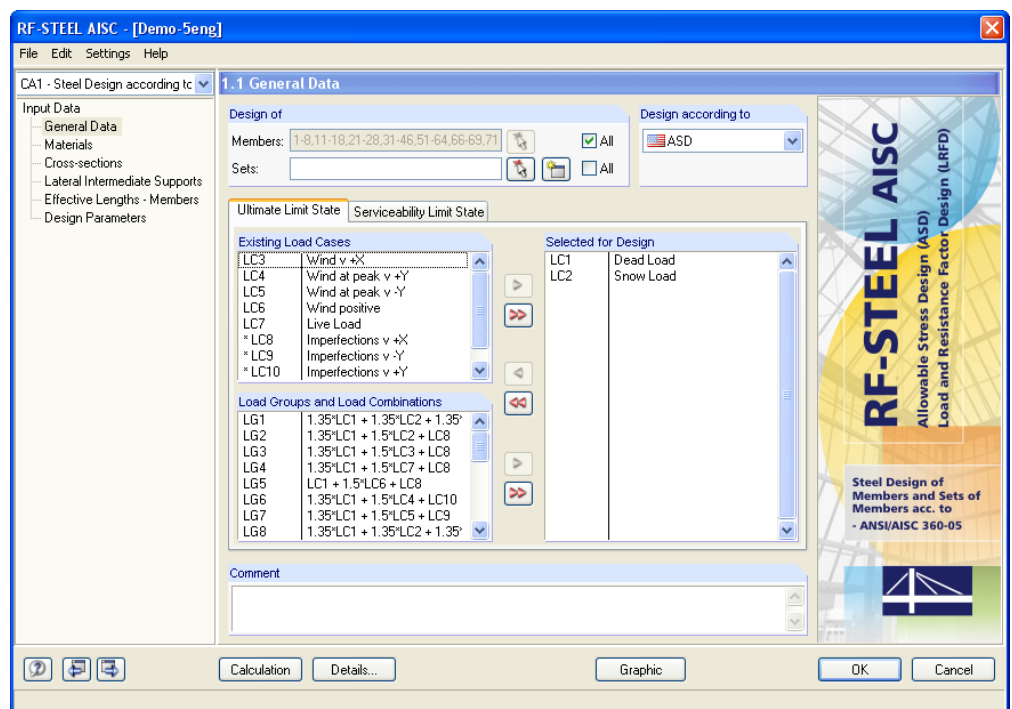 RF-STEEL AISC - [Demo-5eng]
File Edit Settings Help
CA1 - Steel Design according tc
1.1 General Data
Input Data
General Data
Materials
Cross-sections
Lateral Intermediate Supports
Effective Lengths - Members
Design Parameters
Design of
Members: 1-8,11-18,21-28,31-46,51-64,66-69,71 All
Sets: All
Design according to
ASD
Ultimate Limit State Serviceability Limit State
Existing Load Cases
LC3 Wind v +X
LC4 Wind at peak v +Y
LC5 Wind at peak v -Y
LC6 Wind positive
LC7 Live Load
* LC8 Imperfections v +X
* LC9 Imperfections v -Y
* LC10 Imperfections v +Y
Load Groups and Load Combinations
LG1 1.35*LC1 + 1.35*LC2 + 1.35*
LG2 1.35*LC1 + 1.5*LC2 + LC8
LG3 1.35*LC1 + 1.5*LC3 + LC8
LG4 1.35*LC1 + 1.5*LC7 + LC8
LG5 LC1 + 1.5*LC6 + LC8
LG6 1.35*LC1 + 1.5*LC4 + LC10
LG7 1.35*LC1 + 1.5*LC5 + LC9
LG8 1.35*LC1 + 1.5*LC2 + 1.35*
>
>>
<
<<
>
>>
Selected for Design
LC1 Dead Load
LC2 Snow Load
Comment
RF-STEEL AISC
Allowable Stress Design (ASD)
Load and Resistance Factor Design (LRFD)
Steel Design of
Members and Sets of
Members acc. to
- ANSI/AISC 360-05
Calculation Details... Graphic OK Cancel